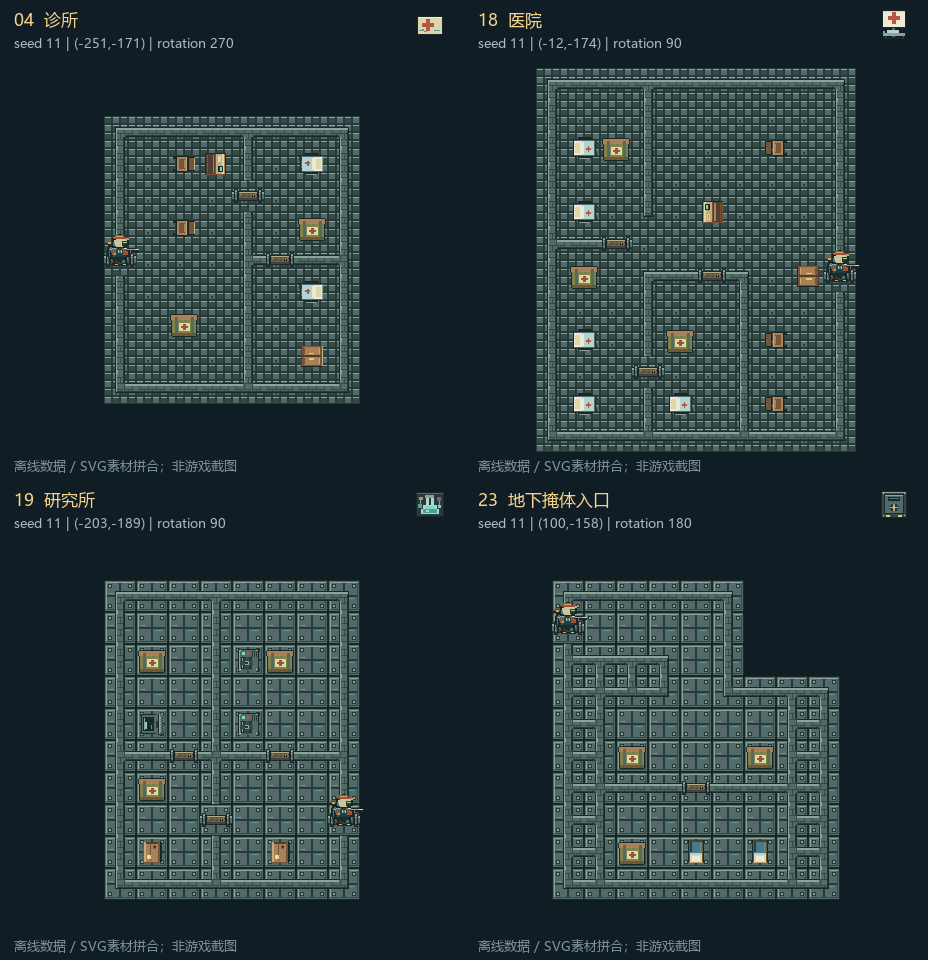 04 诊所
seed 11 | (-251,-171) | rotation 270
离线数据 / SVG素材拼合；非游戏截图
18 医院
seed 11 | (-12,-174) | rotation 90
离线数据 / SVG素材拼合；非游戏截图
19 研究所
seed 11 | (-203,-189) | rotation 90
离线数据 / SVG素材拼合；非游戏截图
23 地下掩体入口
seed 11 | (100,-158) | rotation 180
离线数据 / SVG素材拼合；非游戏截图